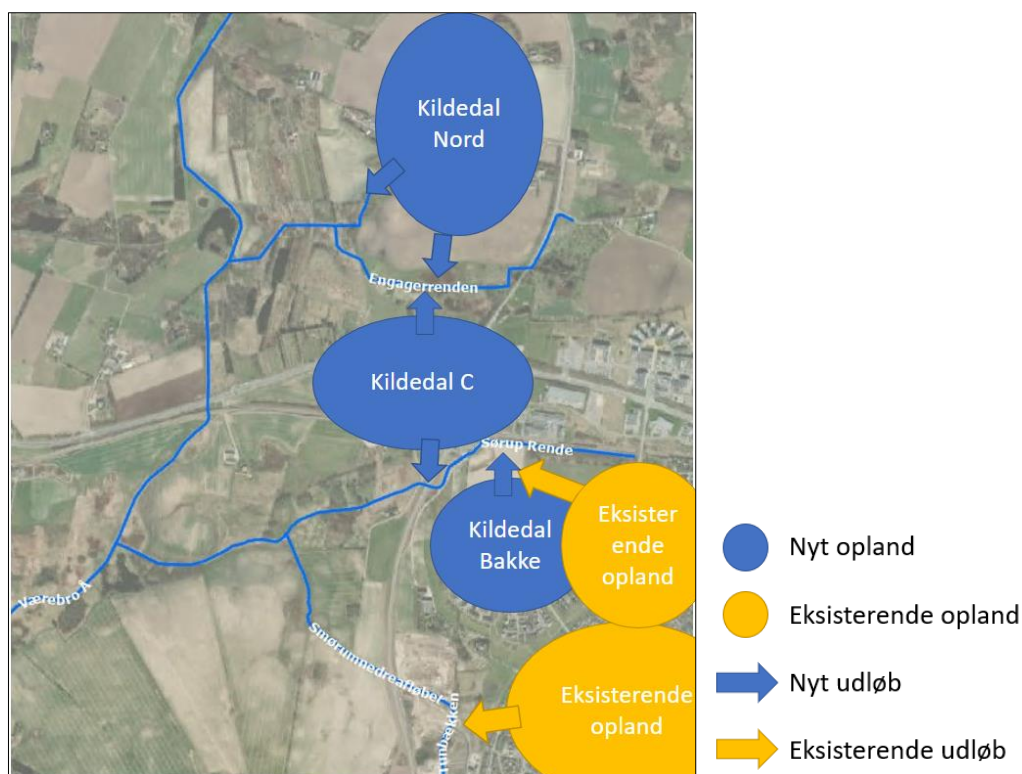 Kildedal
Nord
Engagerrenden
Kildedal C
Sørup Rende
Kildedal
Bakke
Eksister
ende
opland
Værebro Å
Smørumnedreafløbet
Eksisterende
opland
Nyt opland
Eksisterende opland
Nyt udløb
Eksisterende udløb